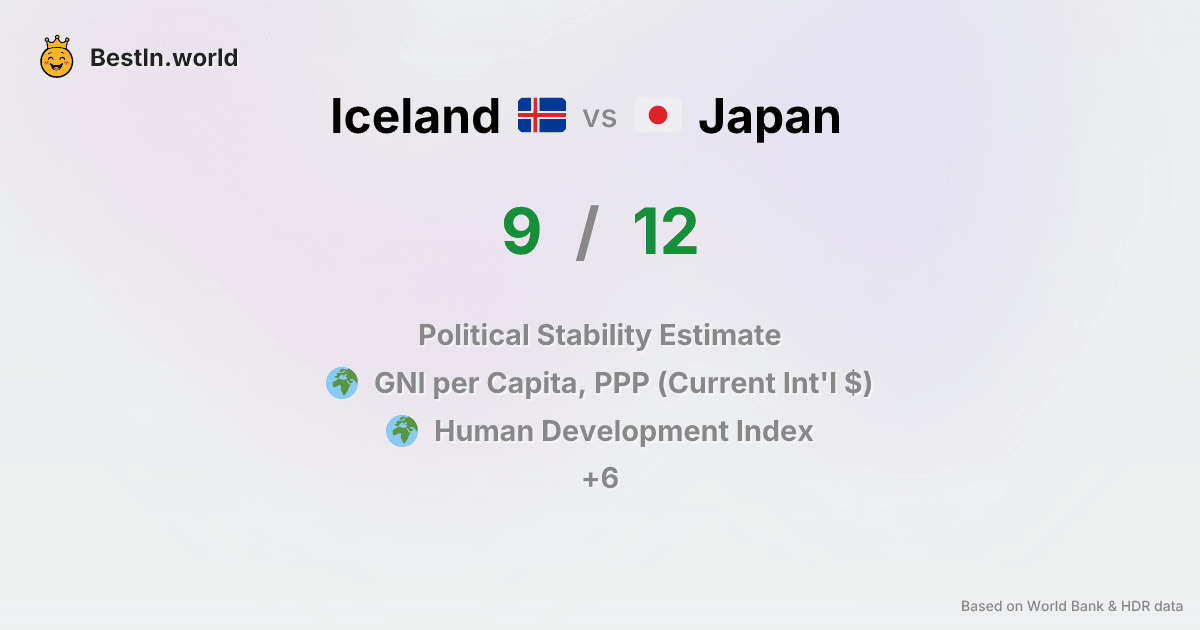 BestIn.world
Iceland vs Japan
9 / 12
Political Stability Estimate
GNI per Capita, PPP (Current Int'l $)
Human Development Index
+6
Based on World Bank & HDR data